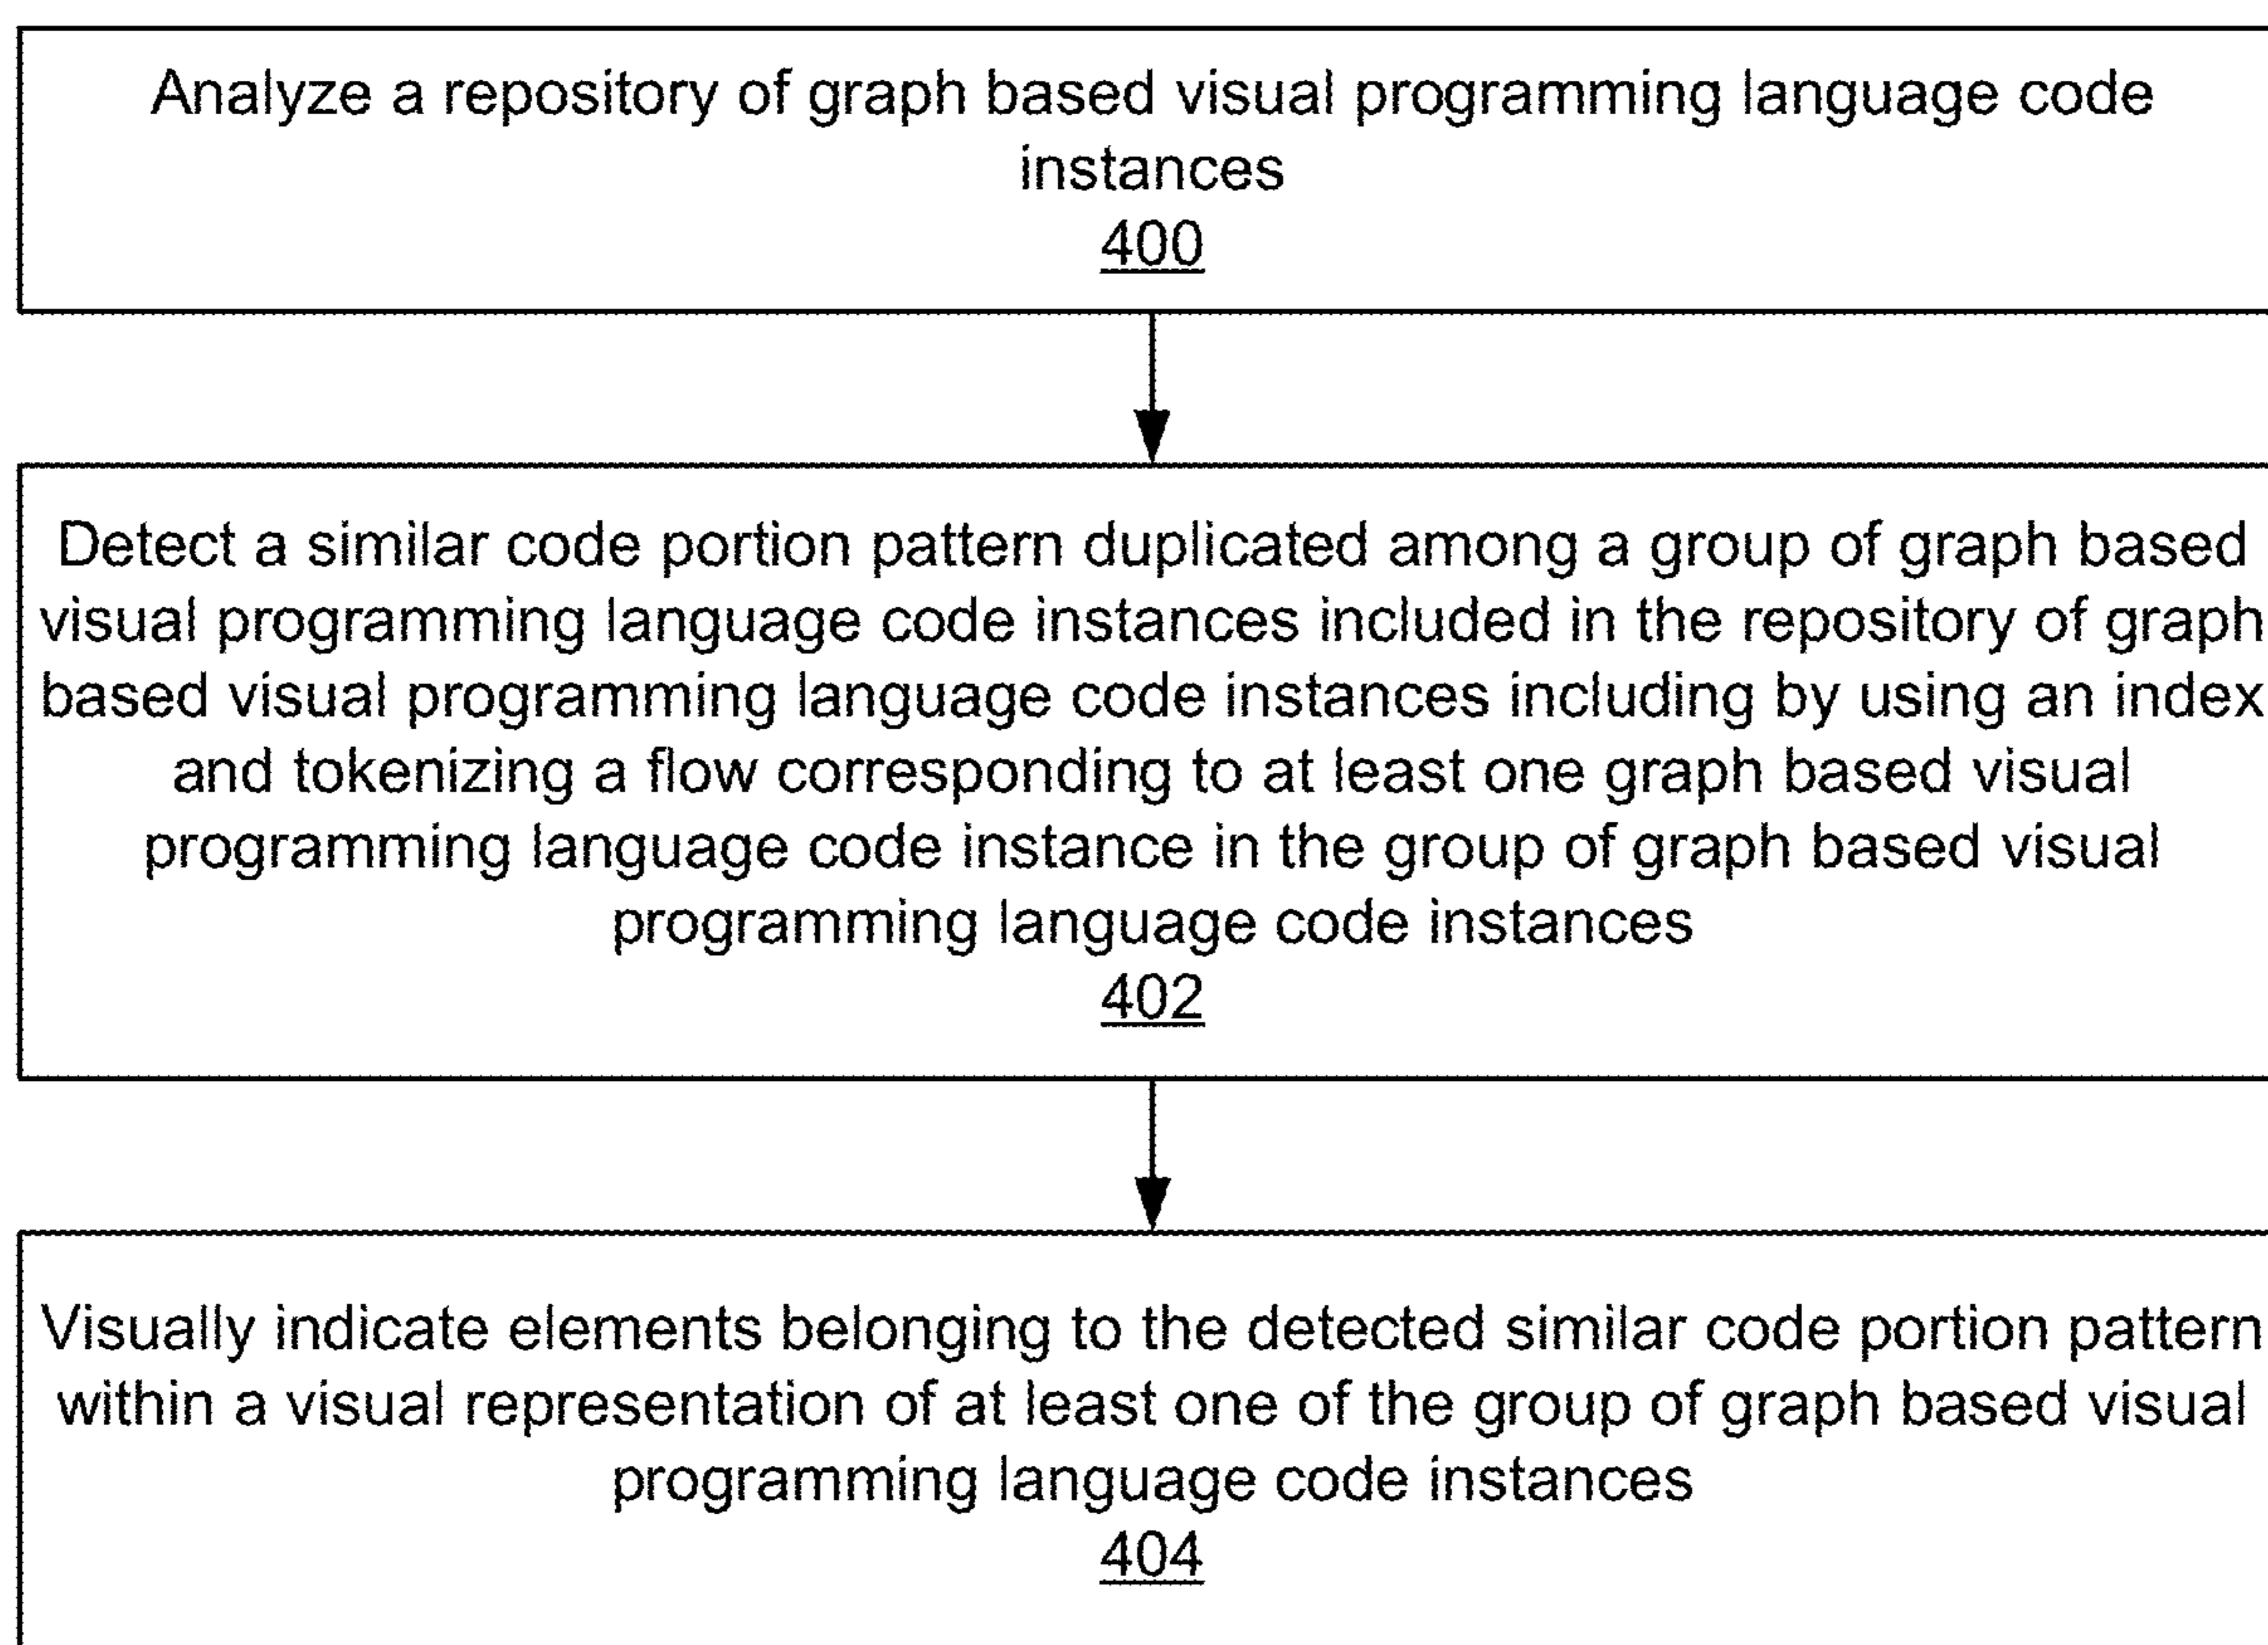 Analyze a repository of graph based visual programming language code
instances
400
Detect a similar code portion pattern duplicated among a group of graph based
visual programming language code instances included in the repository of graph
based visual programming language code instances including by using an index
and tokenizing a flow corresponding to at least one graph based visual
programming language code instance in the group of graph based visual
programming language code instances
402
Visually indicate elements belonging to the detected similar code portion pattern
within a visual representation of at least one of the group of graph based visual
programming language code instances
404